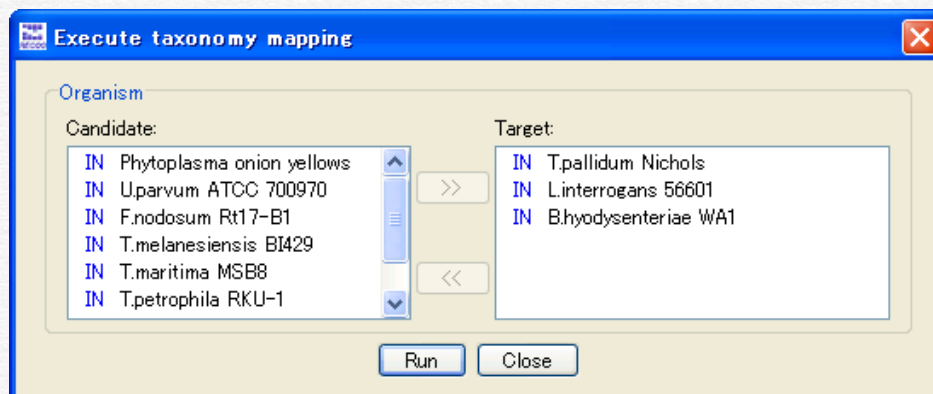 Execute taxonomy mapping
Organism
Candidate:
IN Phytoplasma onion yellows
IN U.parvum ATCC 700970
IN F.nodosum Rt17-B1
IN T.melanesiensis BI429
IN T.maritima MSB8
IN T.petrophila RKU-1
>>
<<
Target:
IN T.pallidum Nichols
IN L.interrogans 56601
IN B.hyodysenteriae WA1
Run
Close